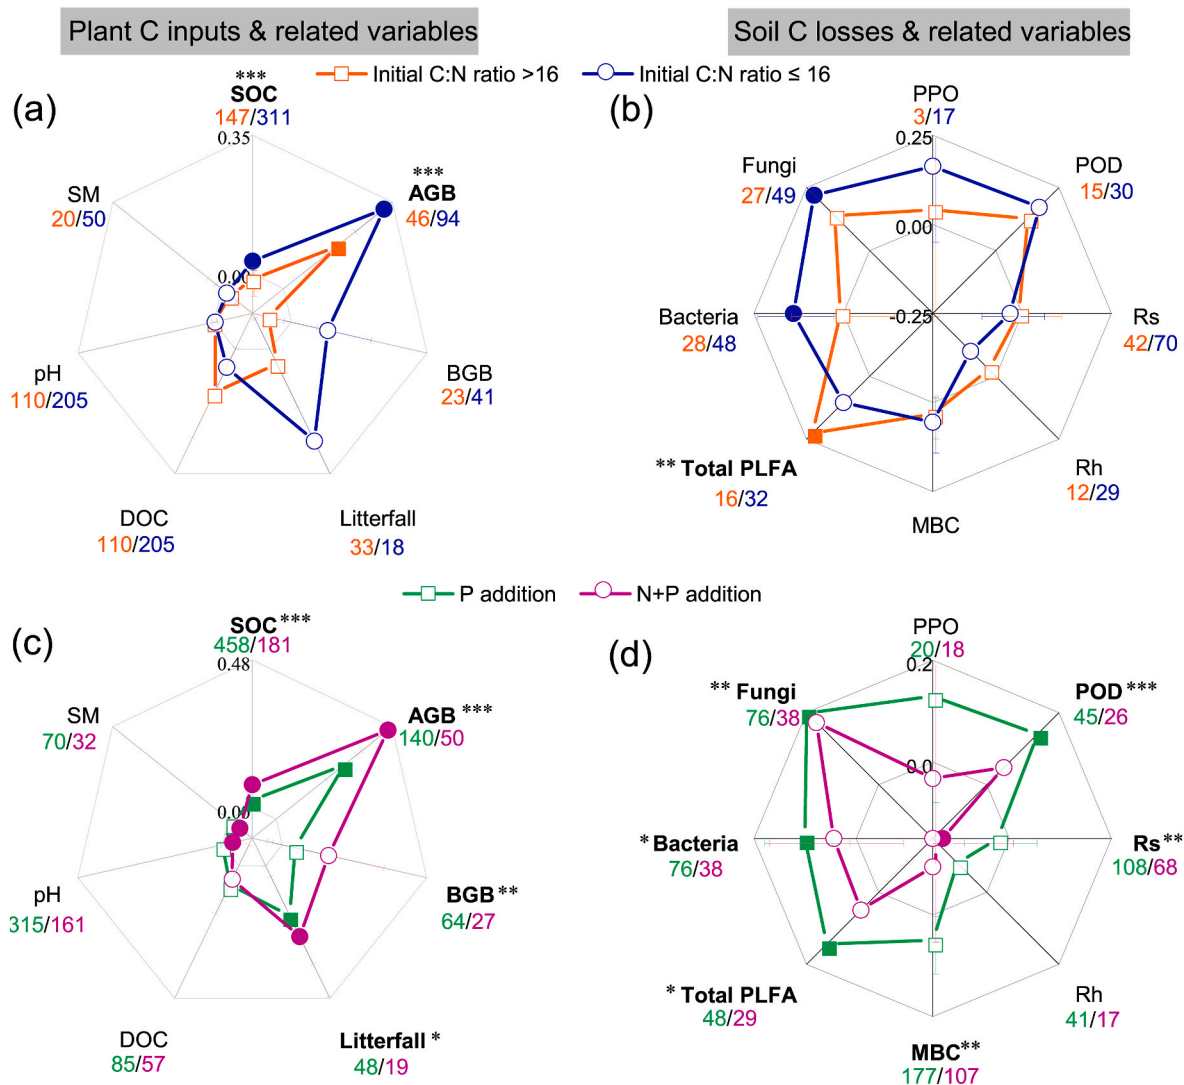 Plant C inputs & related variables
Soil C losses & related variables
Initial C:N ratio >16
Initial C:N ratio ≤ 16
(a)
***
SOC
147/311
0.35
***
AGB
46/94
SM
20/50
0.00
pH
110/205
BGB
23/41
DOC
110/205
Litterfall
33/18
(b)
PPO
3/17
0.25
Fungi
27/49
POD
15/30
0.00
Bacteria
28/48
-0.25
Rs
42/70
** Total PLFA
16/32
Rh
12/29
MBC
P addition
N+P addition
(c)
SOC***
458/181
0.48
SM
70/32
AGB***
140/50
0.00
pH
315/161
BGB**
64/27
DOC
85/57
Litterfall *
48/19
(d)
PPO
20/18
0.2
** Fungi
76/38
POD***
45/26
0.0
* Bacteria
76/38
Rs**
108/68
* Total PLFA
48/29
Rh
41/17
MBC**
177/107